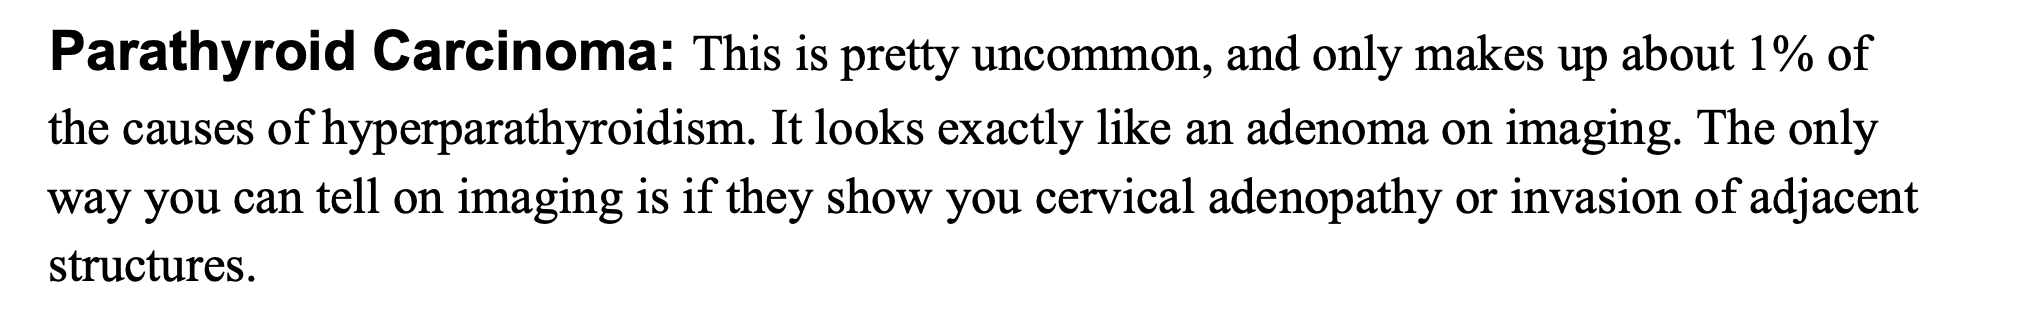 Parathyroid Carcinoma: This is pretty uncommon, and only makes up about 1% of
the causes of hyperparathyroidism. It looks exactly like an adenoma on imaging. The only
way you can tell on imaging is if they show you cervical adenopathy or invasion of adjacent
structures.